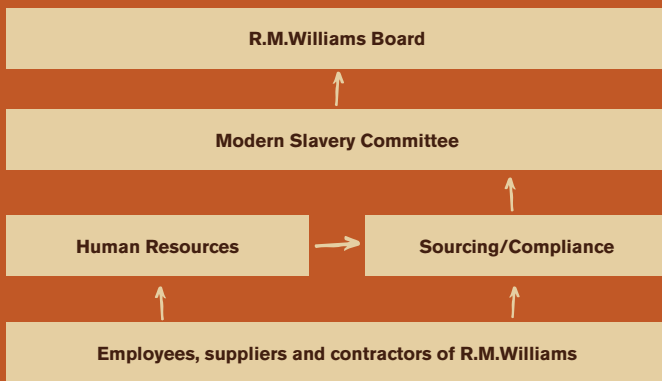 R.M.Williams Board
Modern Slavery Committee
Human Resources
Sourcing/Compliance
Employees, suppliers and contractors of R.M.Williams